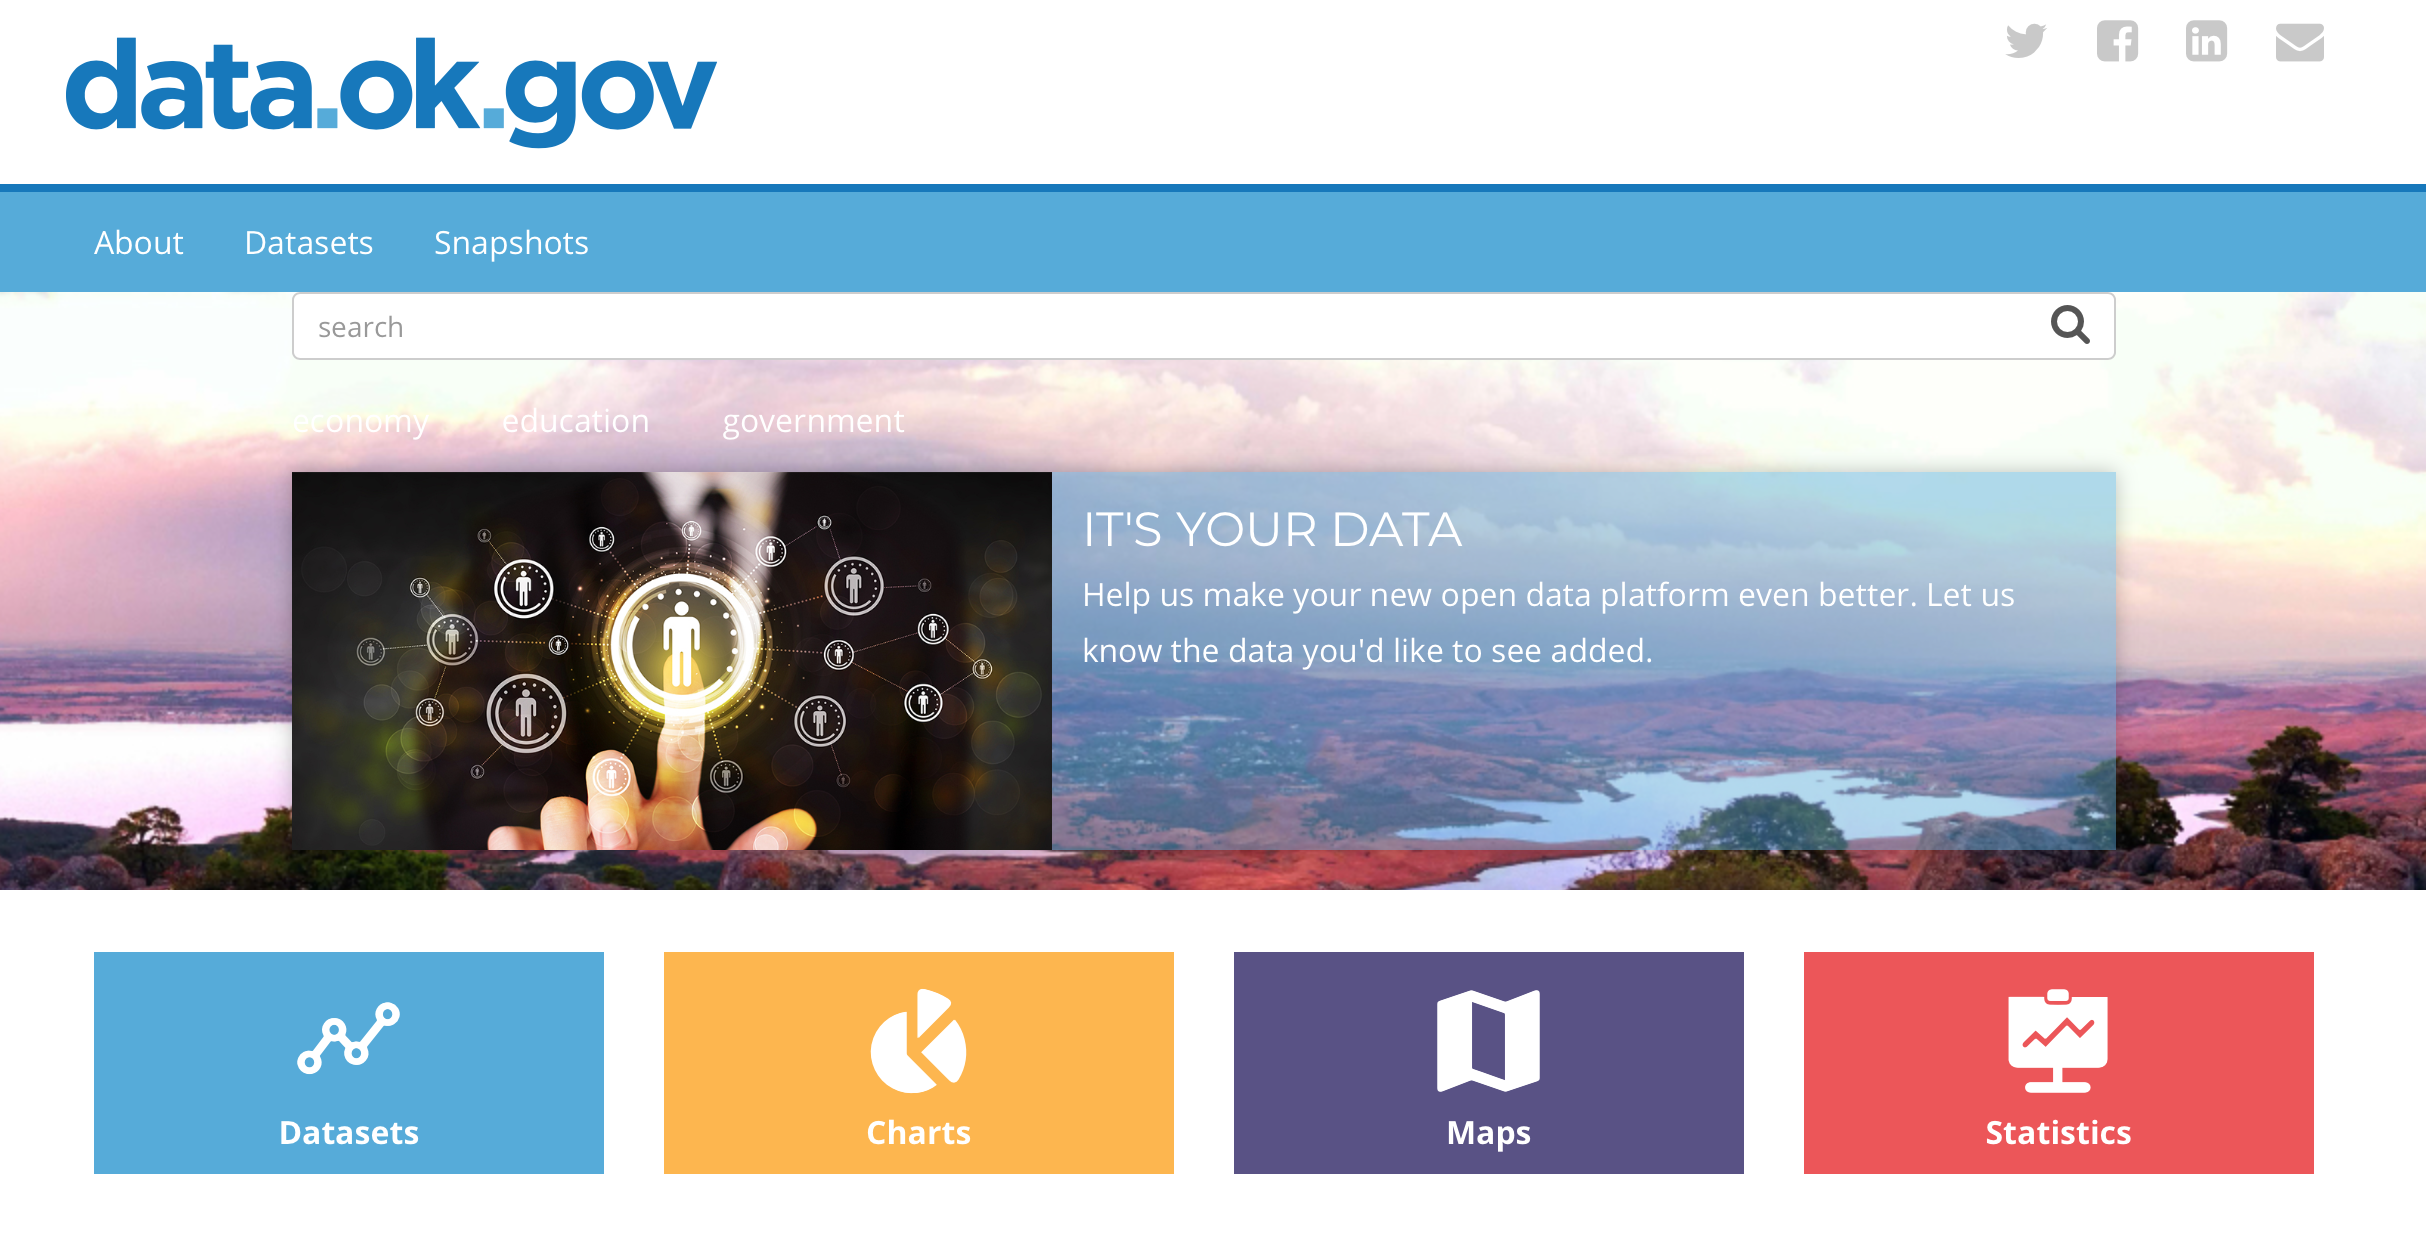 data.ok.gov
About Datasets Snapshots
search
economy education government
IT'S YOUR DATA
Help us make your new open data platform even better. Let us
know the data you'd like to see added.
Datasets Charts Maps Statistics